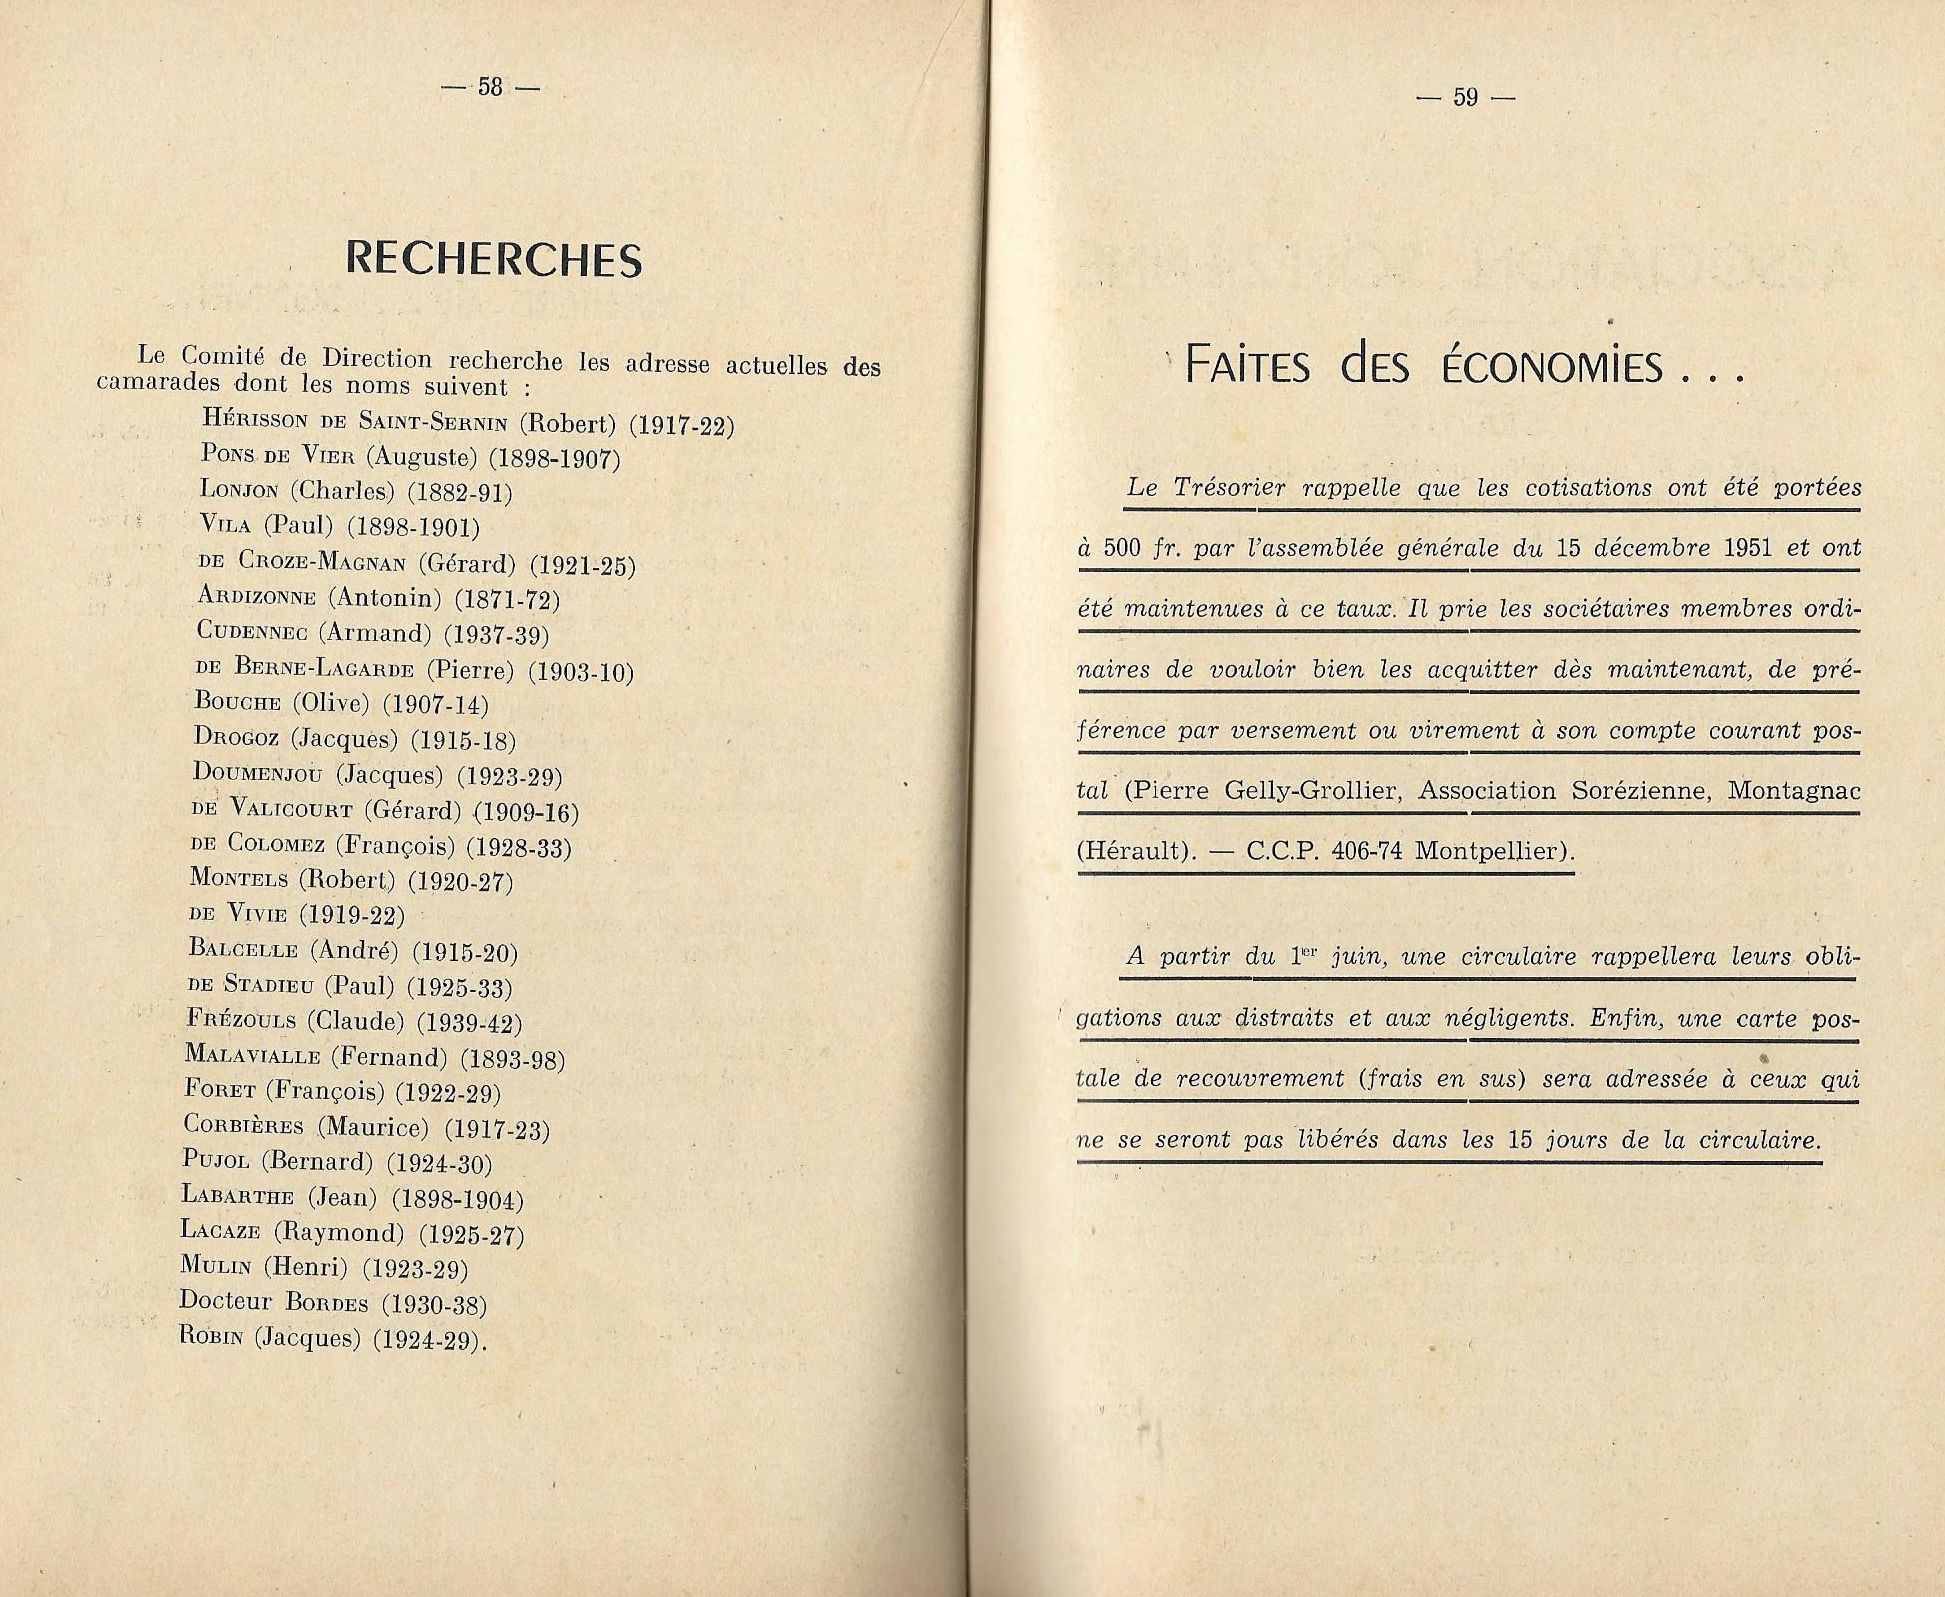 — 58 —
RECHERCHES
Le Comité de Direction recherche les adresse actuelles des
camarades dont les noms suivent :
Hérisson de Saint-Sernin (Robert) (1917-22)
Pons de Vier (Auguste) (1898-1907)
Lonjon (Charles) (1882-91)
Vila (Paul) (1898-1901)
de Croze-Magnan (Gérard) (1921-25)
Ardizonne (Antonin) (1871-72)
Cudennec (Armand) (1937-39)
de Berne-Lagarde (Pierre) (1903-10)
Bouche (Olive) (1907-14)
Drogoz (Jacques) (1915-18)
Doumenjou (Jacques) (1923-29)
de Valicourt (Gérard) (1909-16)
de Colomez (François) (1928-33)
Montels (Robert) (1920-27)
de Vivie (1919-22)
Balcelle (André) (1915-20)
de Stadieu (Paul) (1925-33)
Frézouls (Claude) (1939-42)
Malavialle (Fernand) (1893-98)
Foret (François) (1922-29)
Corbières (Maurice) (1917-23)
Pujol (Bernard) (1924-30)
Labarthe (Jean) (1898-1904)
Lacaze (Raymond) (1925-27)
Mulin (Henri) (1923-29)
Docteur Bordes (1930-38)
Robin (Jacques) (1924-29).
— 59 —
FAiTES dES ÉCONOMiES . . .
Le Trésorier rappelle que les cotisations ont été portées
à 500 fr. par l'assemblée générale du 15 décembre 1951 et ont
été maintenues à ce taux. Il prie les sociétaires membres ordi-
naires de vouloir bien les acquitter dès maintenant, de pré-
férence par versement ou virement à son compte courant pos-
tal (Pierre Gelly-Grollier, Association Sorézienne, Montagnac
(Hérault). — C.C.P. 406-74 Montpellier).
A partir du 1er juin, une circulaire rappellera leurs obli-
gations aux distraits et aux négligents. Enfin, une carte pos-
tale de recouvrement (frais en sus) sera adressée à ceux qui
ne se seront pas libérés dans les 15 jours de la circulaire.